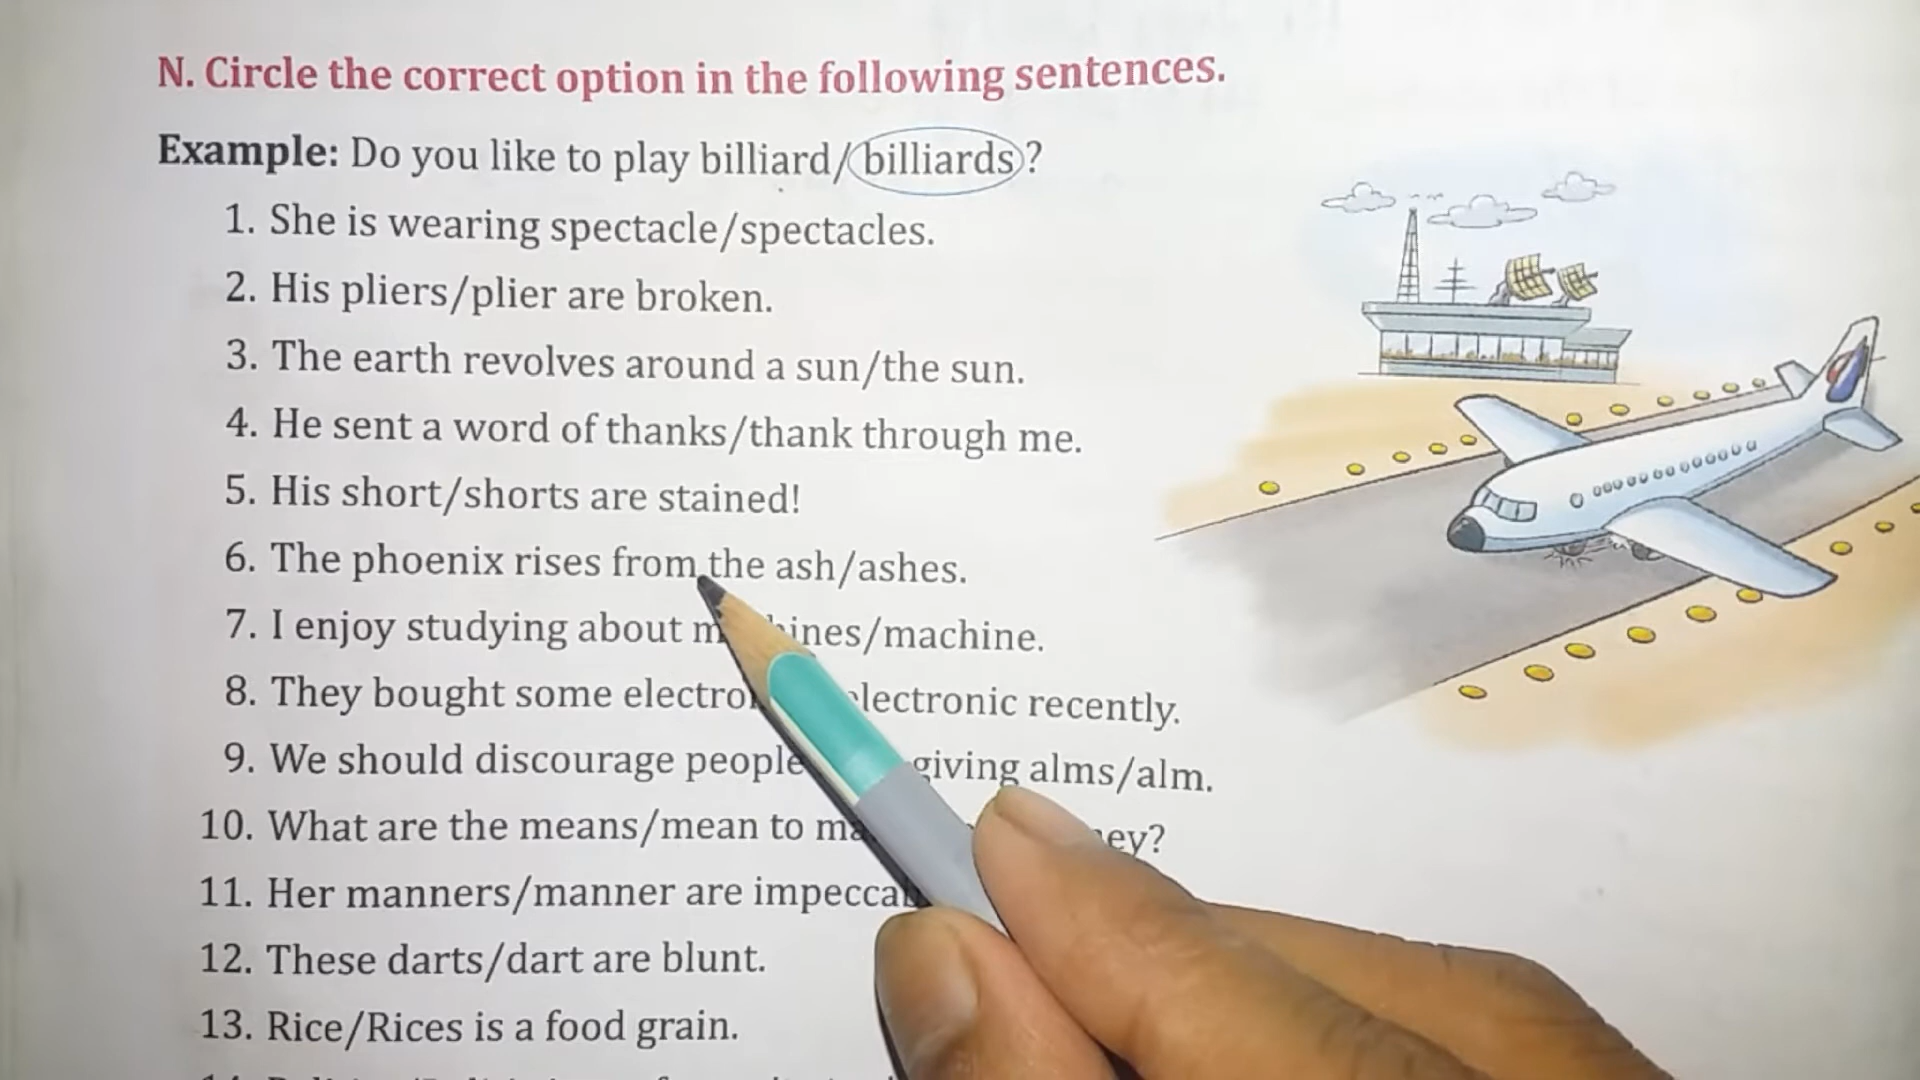 N. Circle the correct option in the following sentences.
Example: Do you like to play billiard/billiards?
1. She is wearing spectacle/spectacles.
2. His pliers/plier are broken.
3. The earth revolves around a sun/the sun.
4. He sent a word of thanks/thank through me.
5. His short/shorts are stained!
6. The phoenix rises from the ash/ashes.
7. I enjoy studying about machines/machine.
8. They bought some electronic recently.
9. We should discourage people giving alms/alm.
10. What are the means/mean to
11. Her manners/manner are
12. These darts/dart are blunt.
13. Rice/Rices is a food grain.